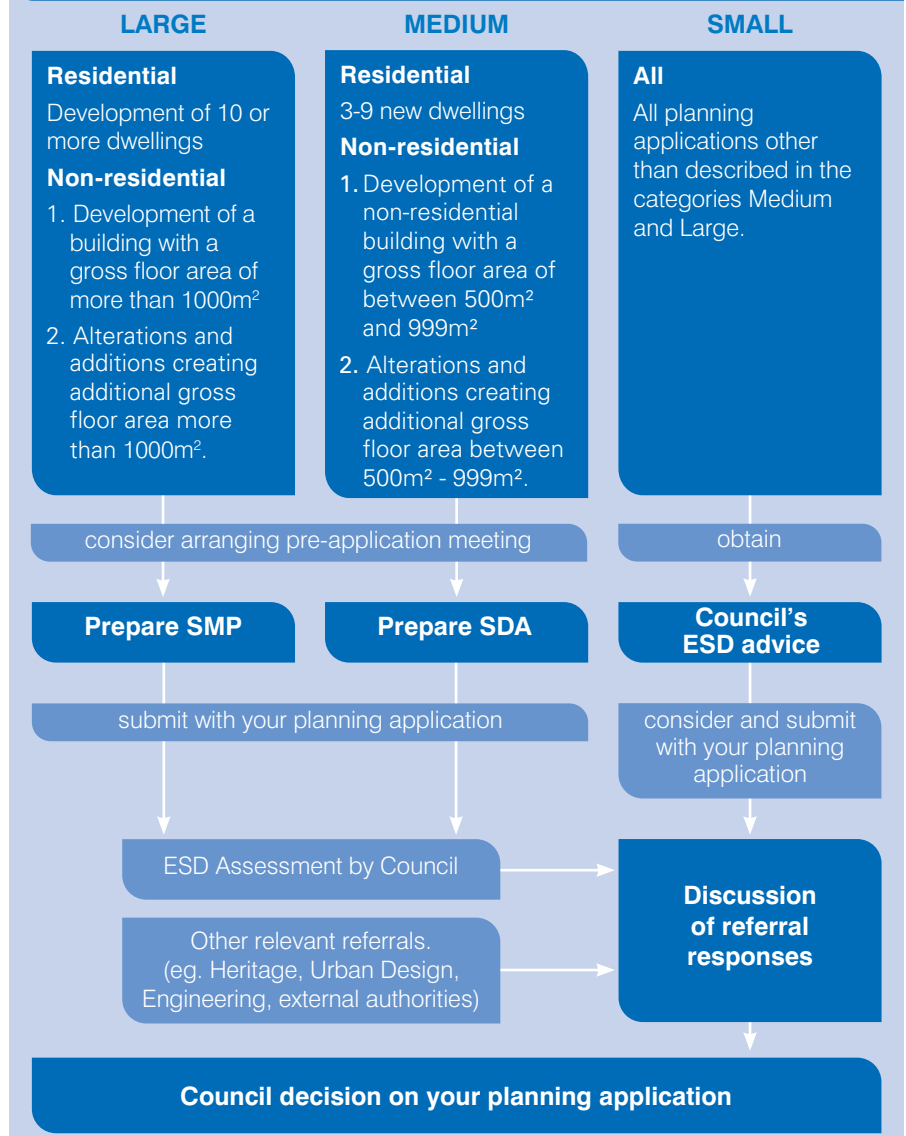 LARGE
MEDIUM
SMALL
Residential
Development of 10 or
more dwellings
Non-residential
1. Development of a
building with a
gross floor area of
more than 1000m²
2. Alterations and
additions creating
additional gross
floor area more
than 1000m².
Residential
3-9 new dwellings
Non-residential
1. Development of a
non-residential
building with a
gross floor area of
between 500m²
and 999m²
2. Alterations and
additions creating
additional gross
floor area between
500m² - 999m².
All
All planning
applications other
than described in the
categories Medium
and Large.
consider arranging pre-application meeting
obtain
Prepare SMP
Prepare SDA
Council's
ESD advice
submit with your planning application
consider and submit
with your planning
application
ESD Assessment by Council
Other relevant referrals.
(eg. Heritage, Urban Design,
Engineering, external authorities)
Discussion
of referral
responses
Council decision on your planning application